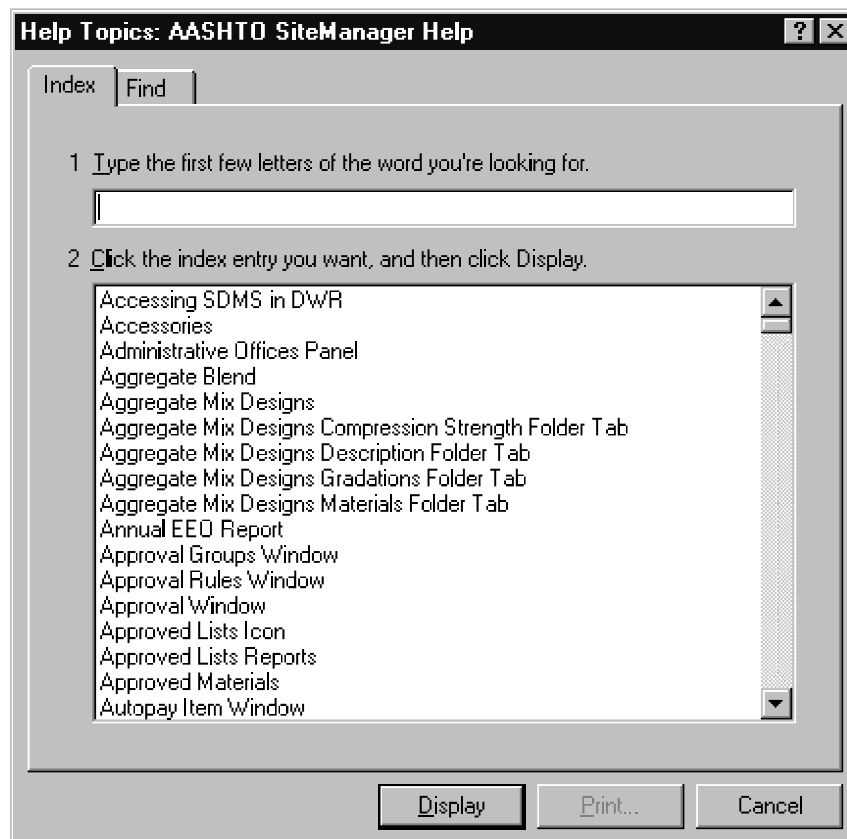 Help Topics: AASHTO SiteManager Help
Index Find
1 Type the first few letters of the word you're looking for.
2 Click the index entry you want, and then click Display.
Accessing SDMS in DWR
Accessories
Administrative Offices Panel
Aggregate Blend
Aggregate Mix Designs
Aggregate Mix Designs Compression Strength Folder Tab
Aggregate Mix Designs Description Folder Tab
Aggregate Mix Designs Gradations Folder Tab
Aggregate Mix Designs Materials Folder Tab
Annual EEO Report
Approval Groups Window
Approval Rules Window
Approval Window
Approved Lists Icon
Approved Lists Reports
Approved Materials
Autopay Item Window
Display Print... Cancel